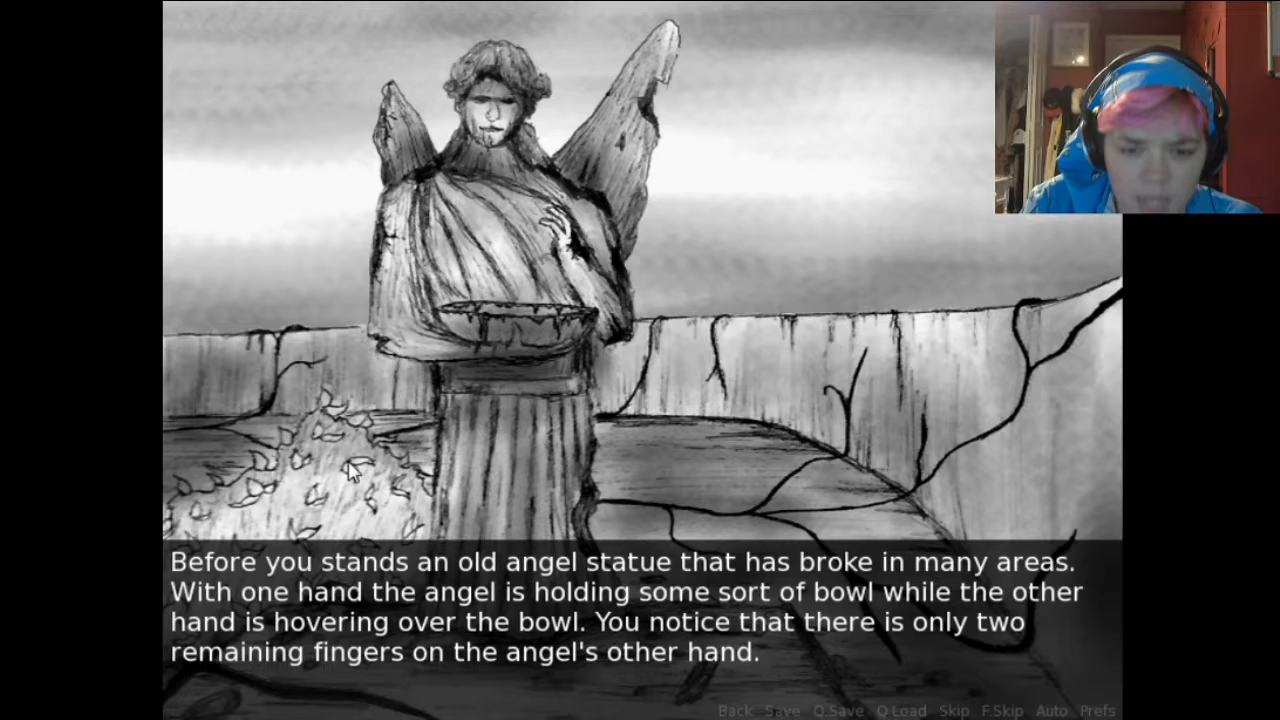 Before you stands an old angel statue that has broke in many areas.
With one hand the angel is holding some sort of bowl while the other
hand is hovering over the bowl. You notice that there is only two
remaining fingers on the angel's other hand.
Back Save Q.Save Q.Load Skip F.Skip Auto Prefs